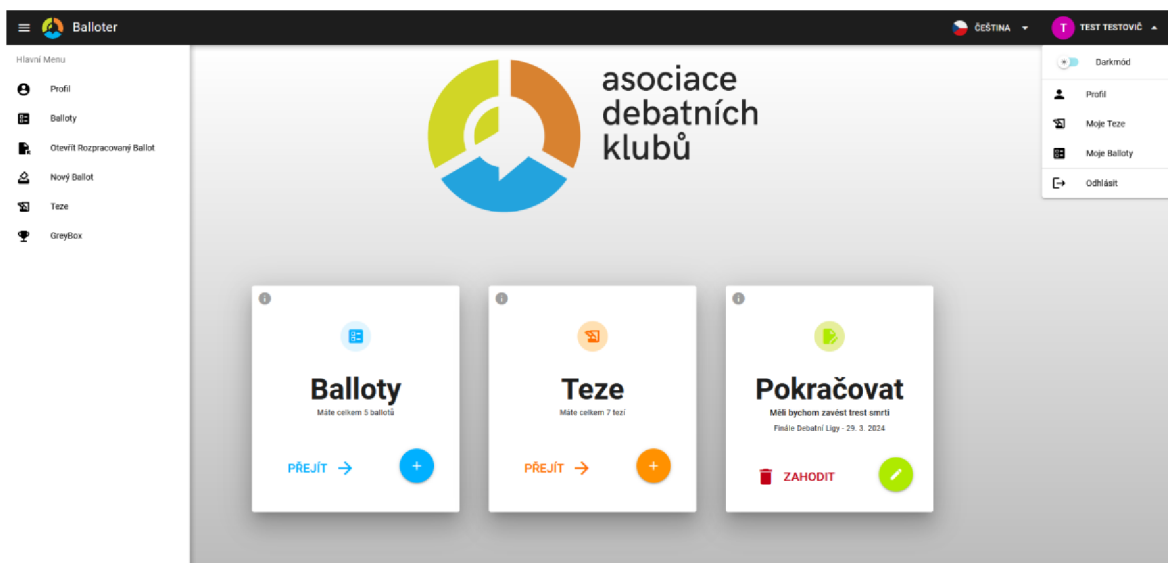 Balloter
ČEŠTINA
T
TEST TESTOVIČ
Hlavní Menu
Profil
Balloty
Otevřít Rozpracovaný Ballot
Nový Ballot
Teze
GreyBox
asociace
debatních
klubů
Darkmód
Profil
Moje Teze
Moje Balloty
Odhlásit
Balloty
Máte celkem 5 ballotů
PŘEJÍT
Teze
Máte celkem 7 tezí
PŘEJÍT
Pokračovat
Měli bychom zavést trest smrti
Finále Debatní Ligy - 29. 3. 2024
ZAHODIT